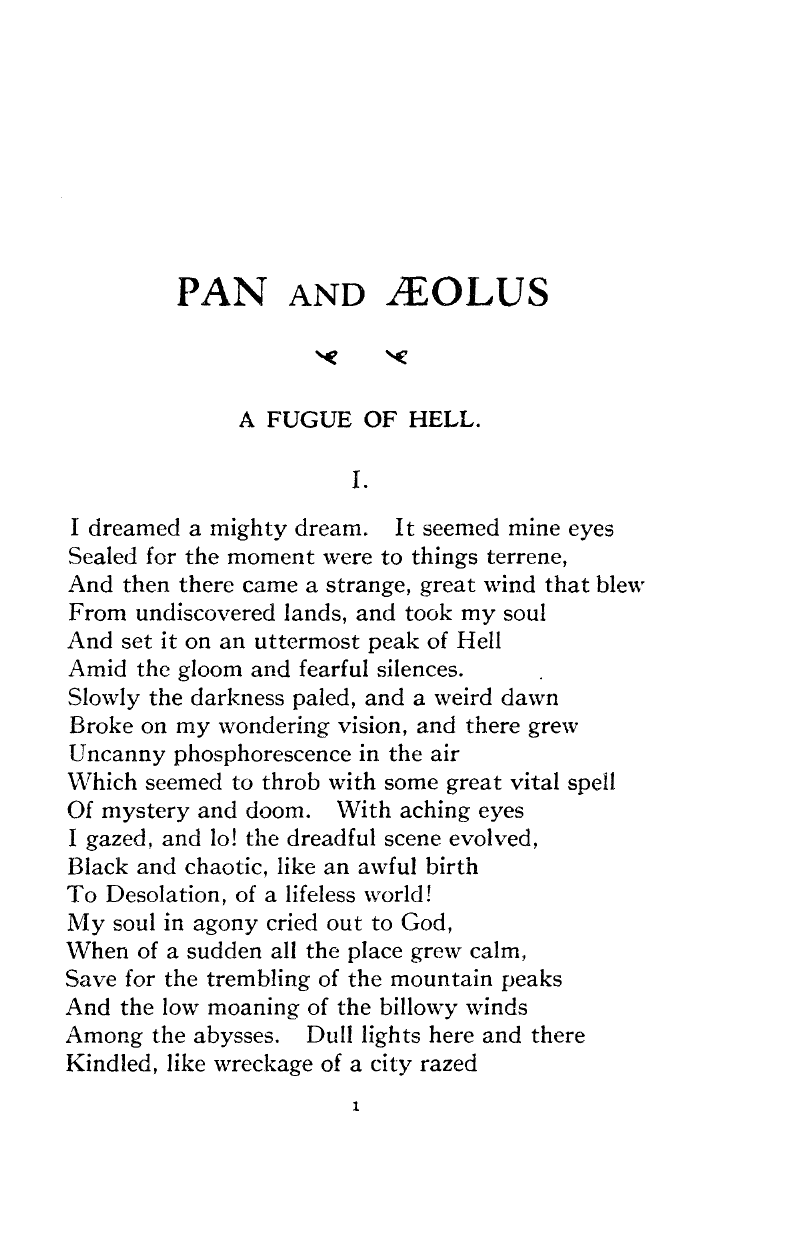 PAN AND ÆOLUS
A FUGUE OF HELL.
I.
I dreamed a mighty dream. It seemed mine eyes
Sealed for the moment were to things terrene,
And then there came a strange, great wind that blew
From undiscovered lands, and took my soul
And set it on an uttermost peak of Hell
Amid the gloom and fearful silences.
Slowly the darkness paled, and a weird dawn
Broke on my wondering vision, and there grew
Uncanny phosphorescence in the air
Which seemed to throb with some great vital spell
Of mystery and doom. With aching eyes
I gazed, and lo! the dreadful scene evolved,
Black and chaotic, like an awful birth
To Desolation, of a lifeless world!
My soul in agony cried out to God,
When of a sudden all the place grew calm,
Save for the trembling of the mountain peaks
And the low moaning of the billowy winds
Among the abysses. Dull lights here and there
Kindled, like wreckage of a city razed
1